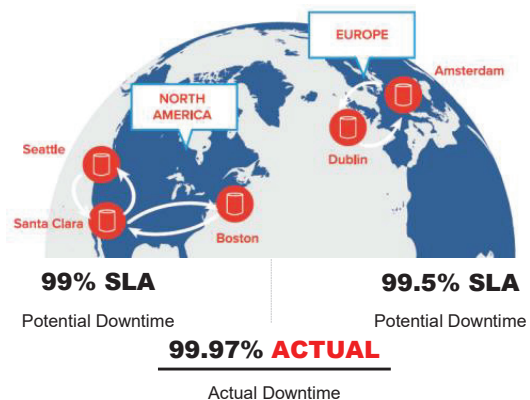 EUROPE
Amsterdam
NORTH
AMERICA
Seattle
Dublin
Santa Clara
Boston
99% SLA
99.5% SLA
Potential Downtime
Potential Downtime
99.97% ACTUAL
Actual Downtime